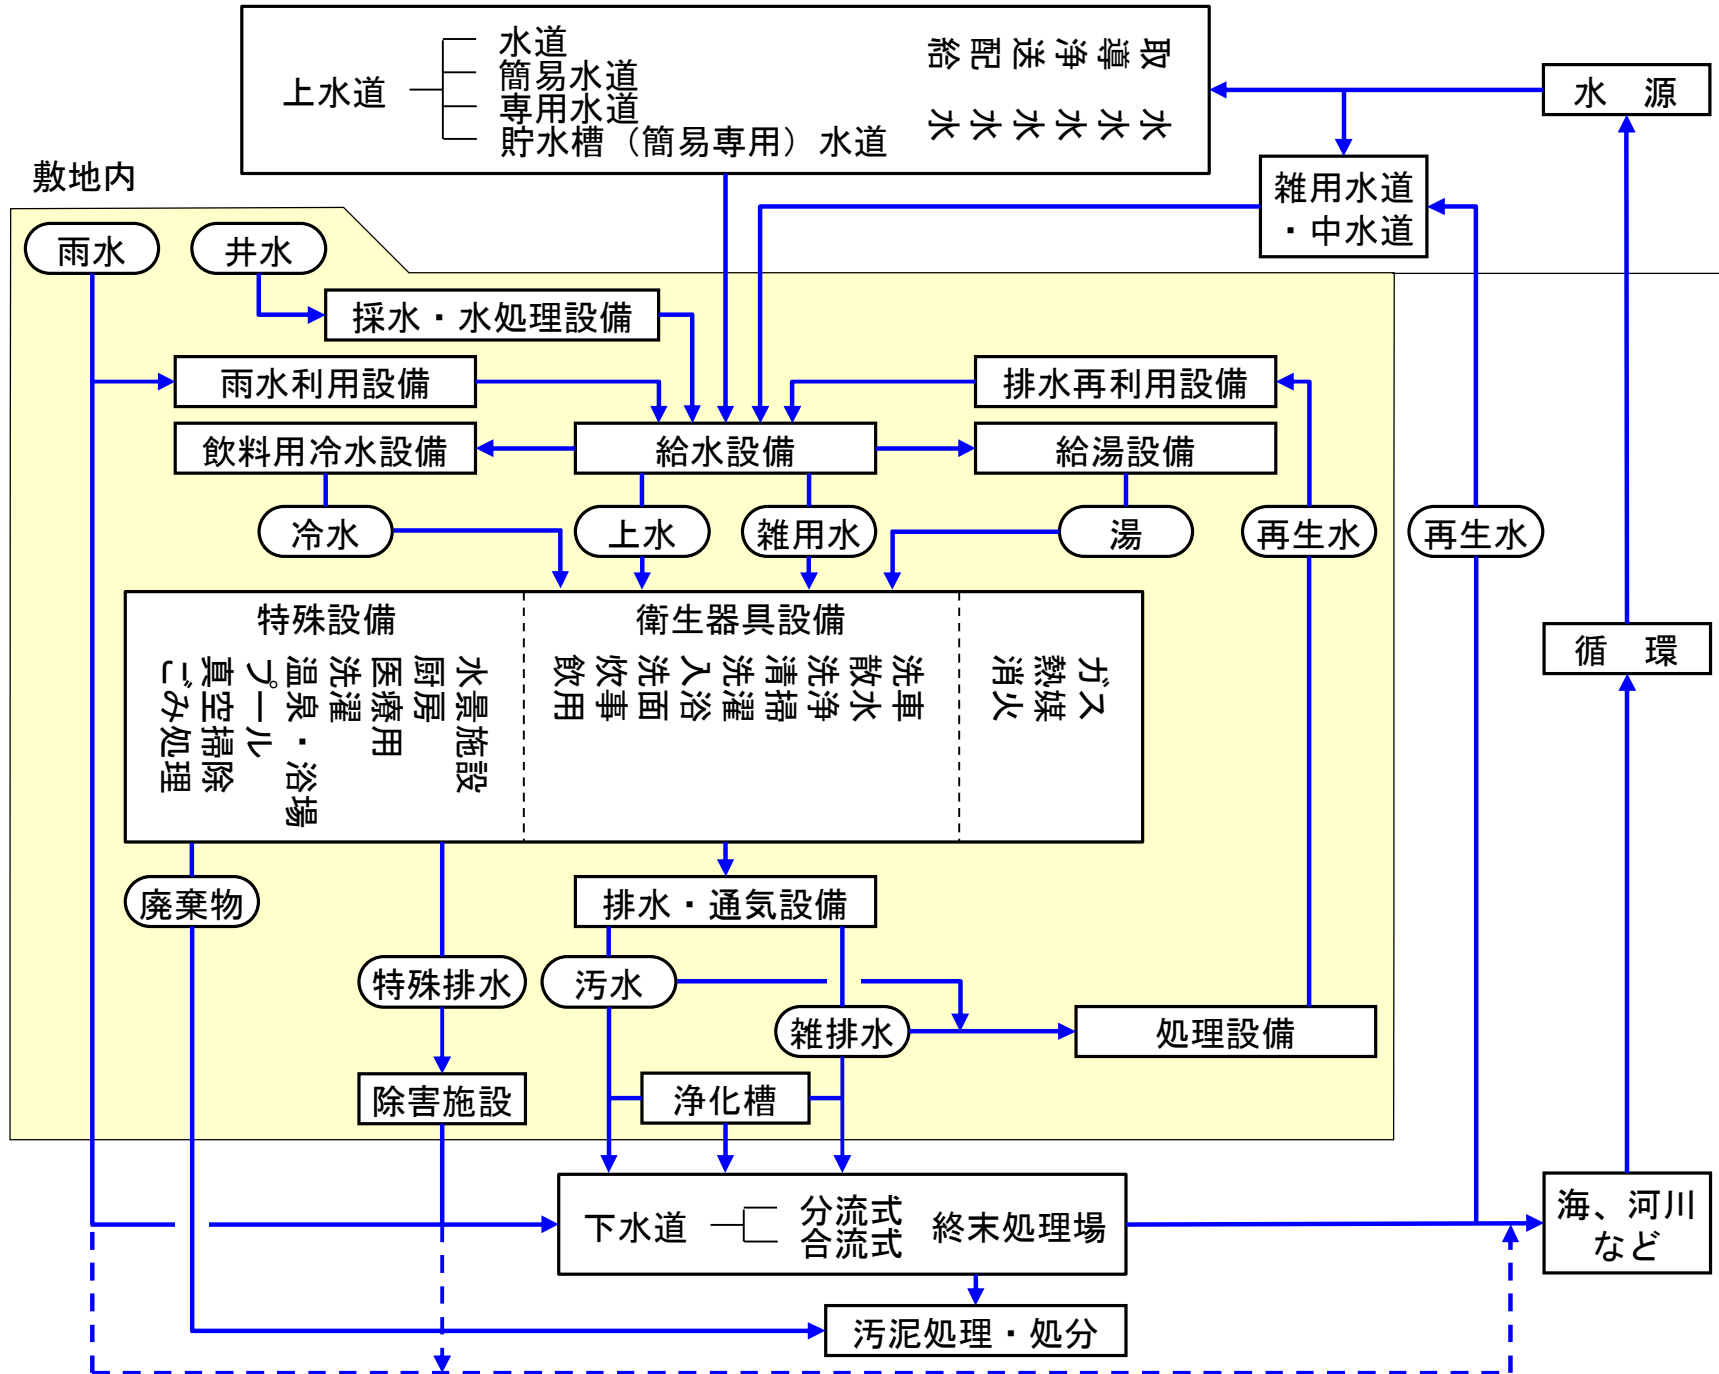 上水道
水道
簡易水道
専用水道
貯水槽（簡易専用）水道
取水
導水
浄水
送水
配水
給水
水　源
雑用水道
・中水道
敷地内
雨水
井水
採水・水処理設備
雨水利用設備
排水再利用設備
飲料用冷水設備
給水設備
給湯設備
冷水
上水
雑用水
湯
再生水
再生水
特殊設備
水景施設
厨房
医療用
洗濯
温泉・浴場
プール
真空掃除
ごみ処理
衛生器具設備
洗車
散水
洗浄
清掃
洗濯
入浴
洗面
炊事
飲用
ガス
熱媒
消火
循　環
廃棄物
排水・通気設備
特殊排水
汚水
雑排水
処理設備
除害施設
浄化槽
下水道
分流式
合流式
終末処理場
海、河川
など
汚泥処理・処分